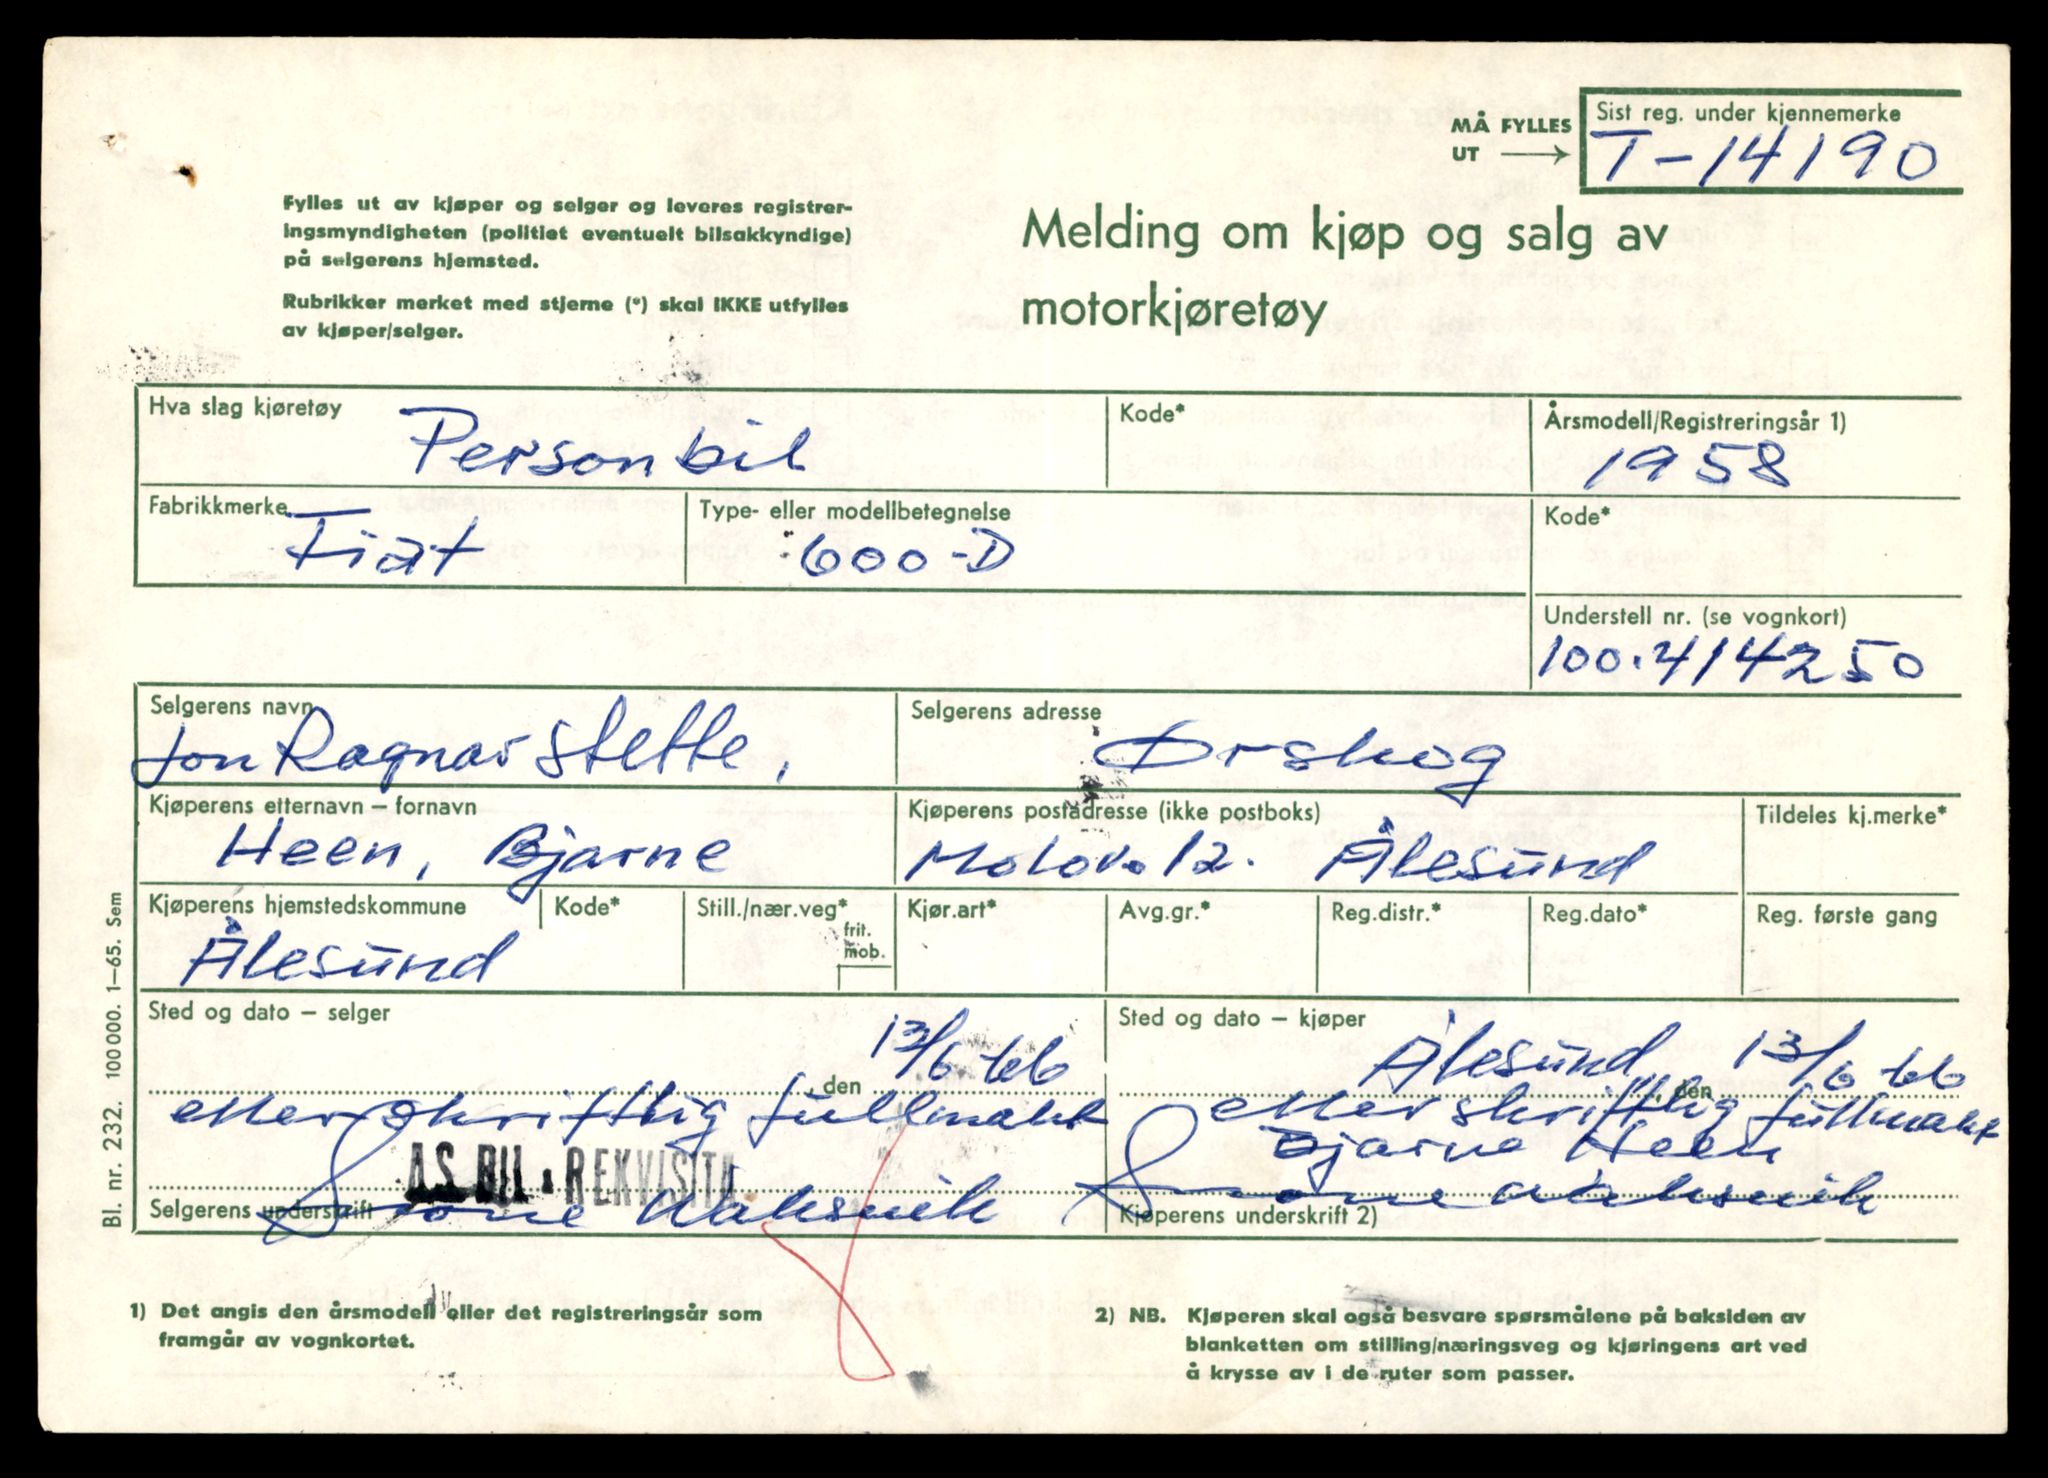 MÅ FYLLES UT →
Sist reg. under kjennemerke
T-14190
Fylles ut av kjøper og selger og leveres registrer-
ingsmyndigheten (politiet eventuelt bilsakkyndige)
på selgerens hjemsted.
Rubrikker merket med stjerne (*) skal IKKE utfylles
av kjøper/selger.
Melding om kjøp og salg av
motorkjøretøy
Hva slag kjøretøy
Personbil
Kode*
Årsmodell/Registreringsår 1)
1958
Fabrikkmerke
Fiat
Type- eller modellbetegnelse
600-D
Kode*
Understell nr. (se vognkort)
100.414250
Selgerens navn
Jon Ragnar Stette,
Selgerens adresse
Ørskog
Kjøperens etternavn – fornavn
Heen, Bjarne
Kjøperens postadresse (ikke postboks)
Molov. 12. Ålesund
Tildeles kj.merke*
Kjøperens hjemstedskommune
Ålesund
Kode*
Still./nær.veg*
frit.
mob.
Kjør.art*
Avg.gr.*
Reg.distr.*
Reg.dato*
Reg. første gang
Sted og dato – selger
, den 13/6 66
etter skriftlig fullmakt
AS BIL-REKVISITA
Selgerens underskrift
Sted og dato – kjøper
Ålesund, den 13/6 66
etter skriftlig fullmakt
Bjarne Heen
Kjøperens underskrift 2)
Bl. nr. 232. 100 000. 1–65. Sem
1) Det angis den årsmodell eller det registreringsår som
framgår av vognkortet.
2) NB. Kjøperen skal også besvare spørsmålene på baksiden av
blanketten om stilling/næringsveg og kjøringens art ved
å krysse av i de ruter som passer.